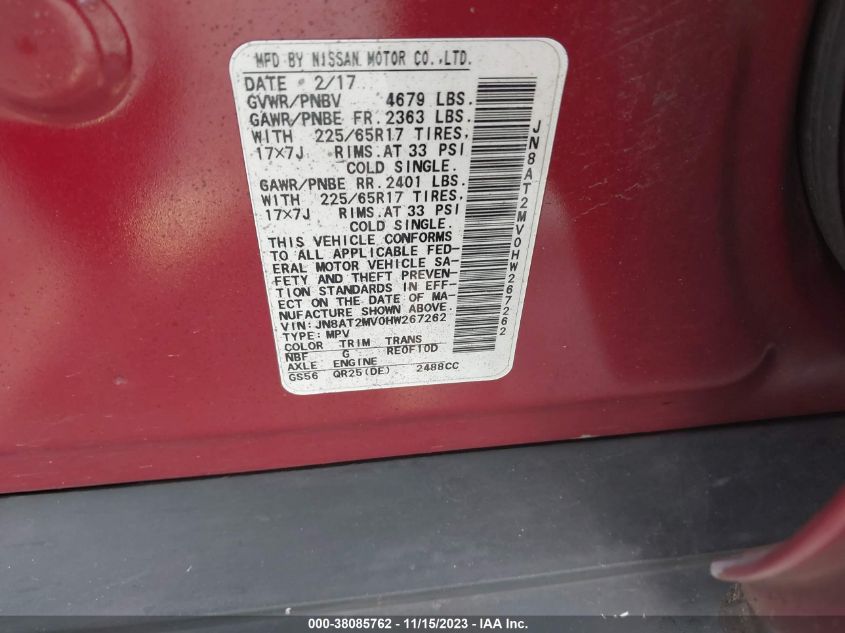 MFD BY NISSAN MOTOR CO.,LTD.
DATE 2/17
GVWR/PNBV 4679 LBS.
GAWR/PNBE FR. 2363 LBS.
WITH 225/65R17 TIRES,
17×7J RIMS.AT 33 PSI
COLD SINGLE.
GAWR/PNBE RR. 2401 LBS.
WITH 225/65R17 TIRES,
17×7J RIMS.AT 33 PSI
COLD SINGLE.
THIS VEHICLE CONFORMS
TO ALL APPLICABLE FED-
ERAL MOTOR VEHICLE SA-
FETY AND THEFT PREVEN-
TION STANDARDS IN EFF-
ECT ON THE DATE OF MA-
NUFACTURE SHOWN ABOVE.
VIN:JN8AT2MV0HW267262
TYPE:MPV
COLOR TRIM TRANS
NBF G RE0F10D
AXLE ENGINE
GS56 QR25(DE) 2488CC
JN8AT2MV0HW267262
000-38085762 - 11/15/2023 - © IAA Inc.